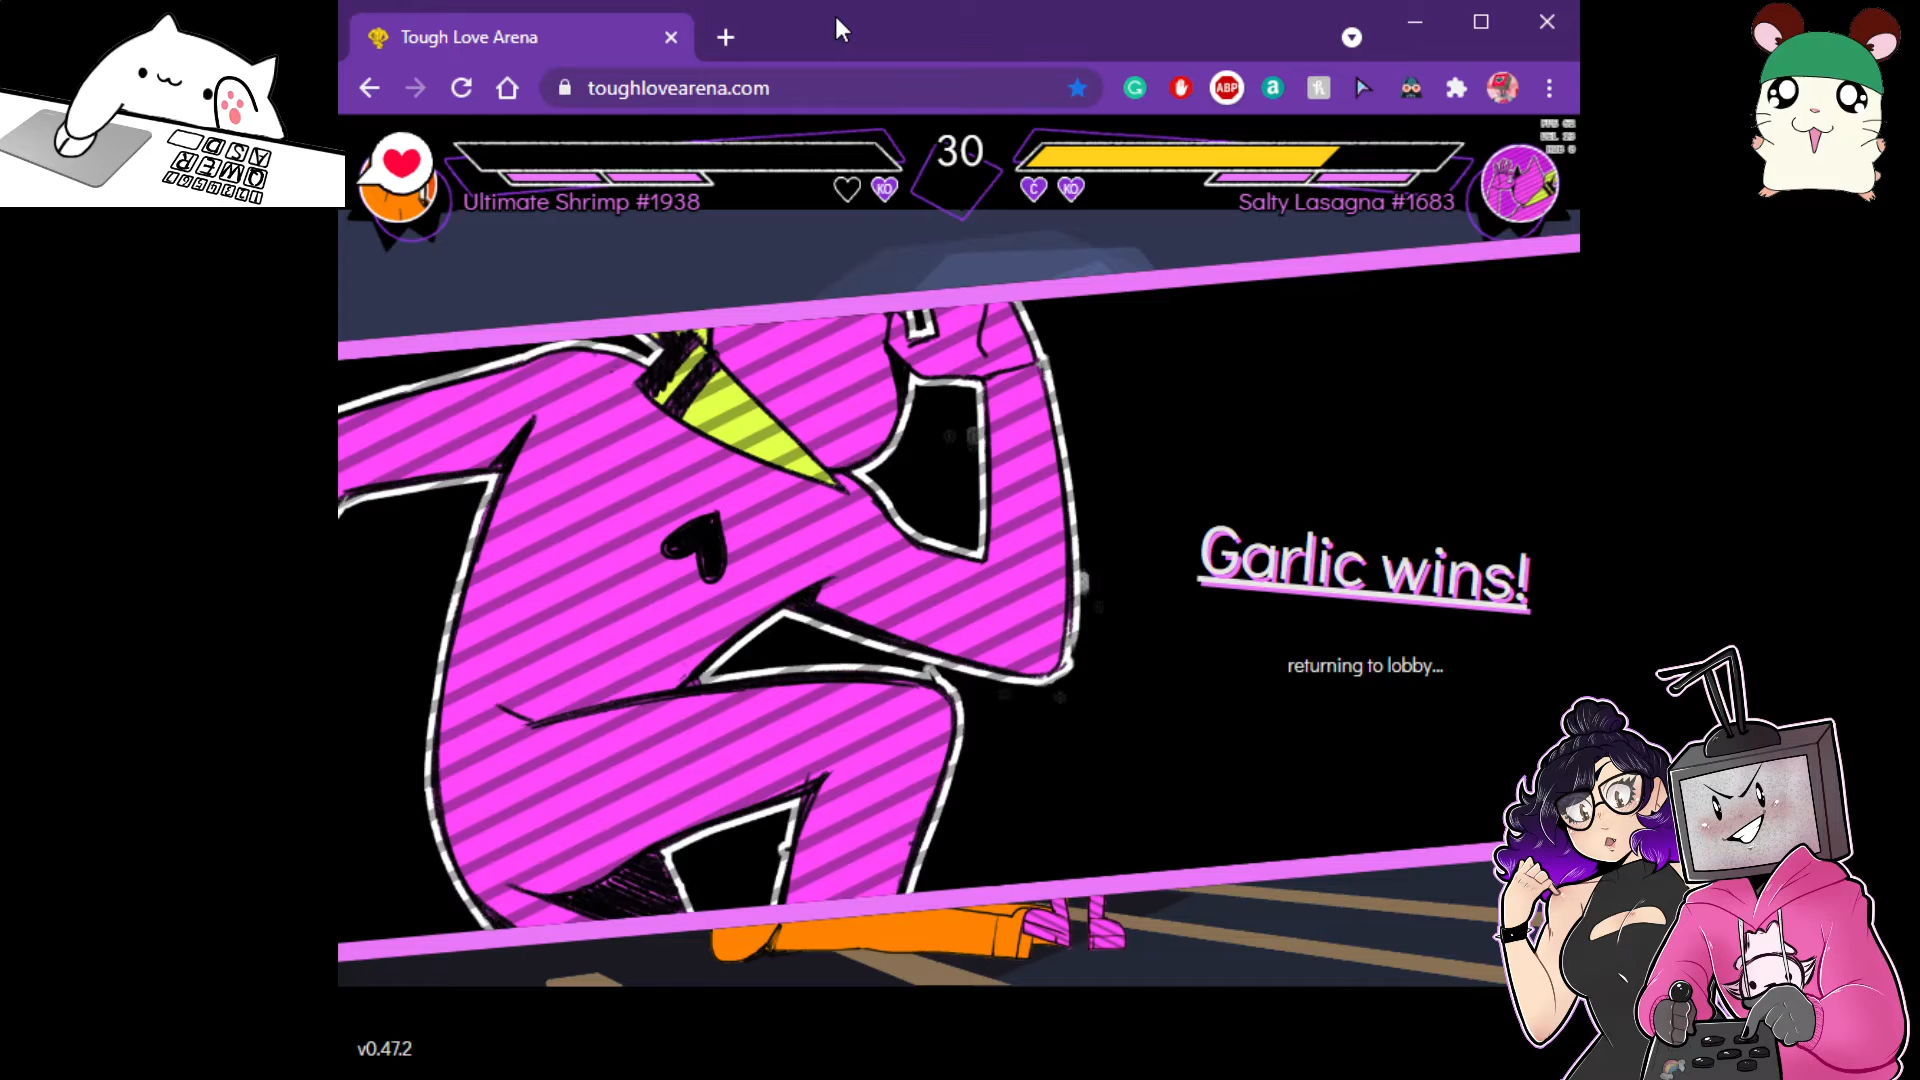 Tough Love Arena
toughlovearena.com
ABP
30
Ultimate Shrimp #1938
KO
C
KO
Salty Lasagna #1683
Garlic wins!
returning to lobby...
v0.47.2